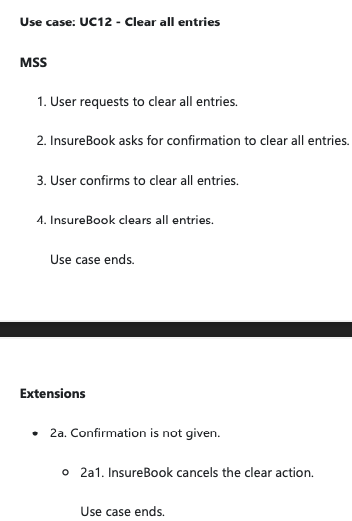 Use case: UC12 - Clear all entries
MSS
1. User requests to clear all entries.
2. InsureBook asks for confirmation to clear all entries.
3. User confirms to clear all entries.
4. InsureBook clears all entries.
Use case ends.
Extensions
• 2a. Confirmation is not given.
○ 2a1. InsureBook cancels the clear action.
Use case ends.